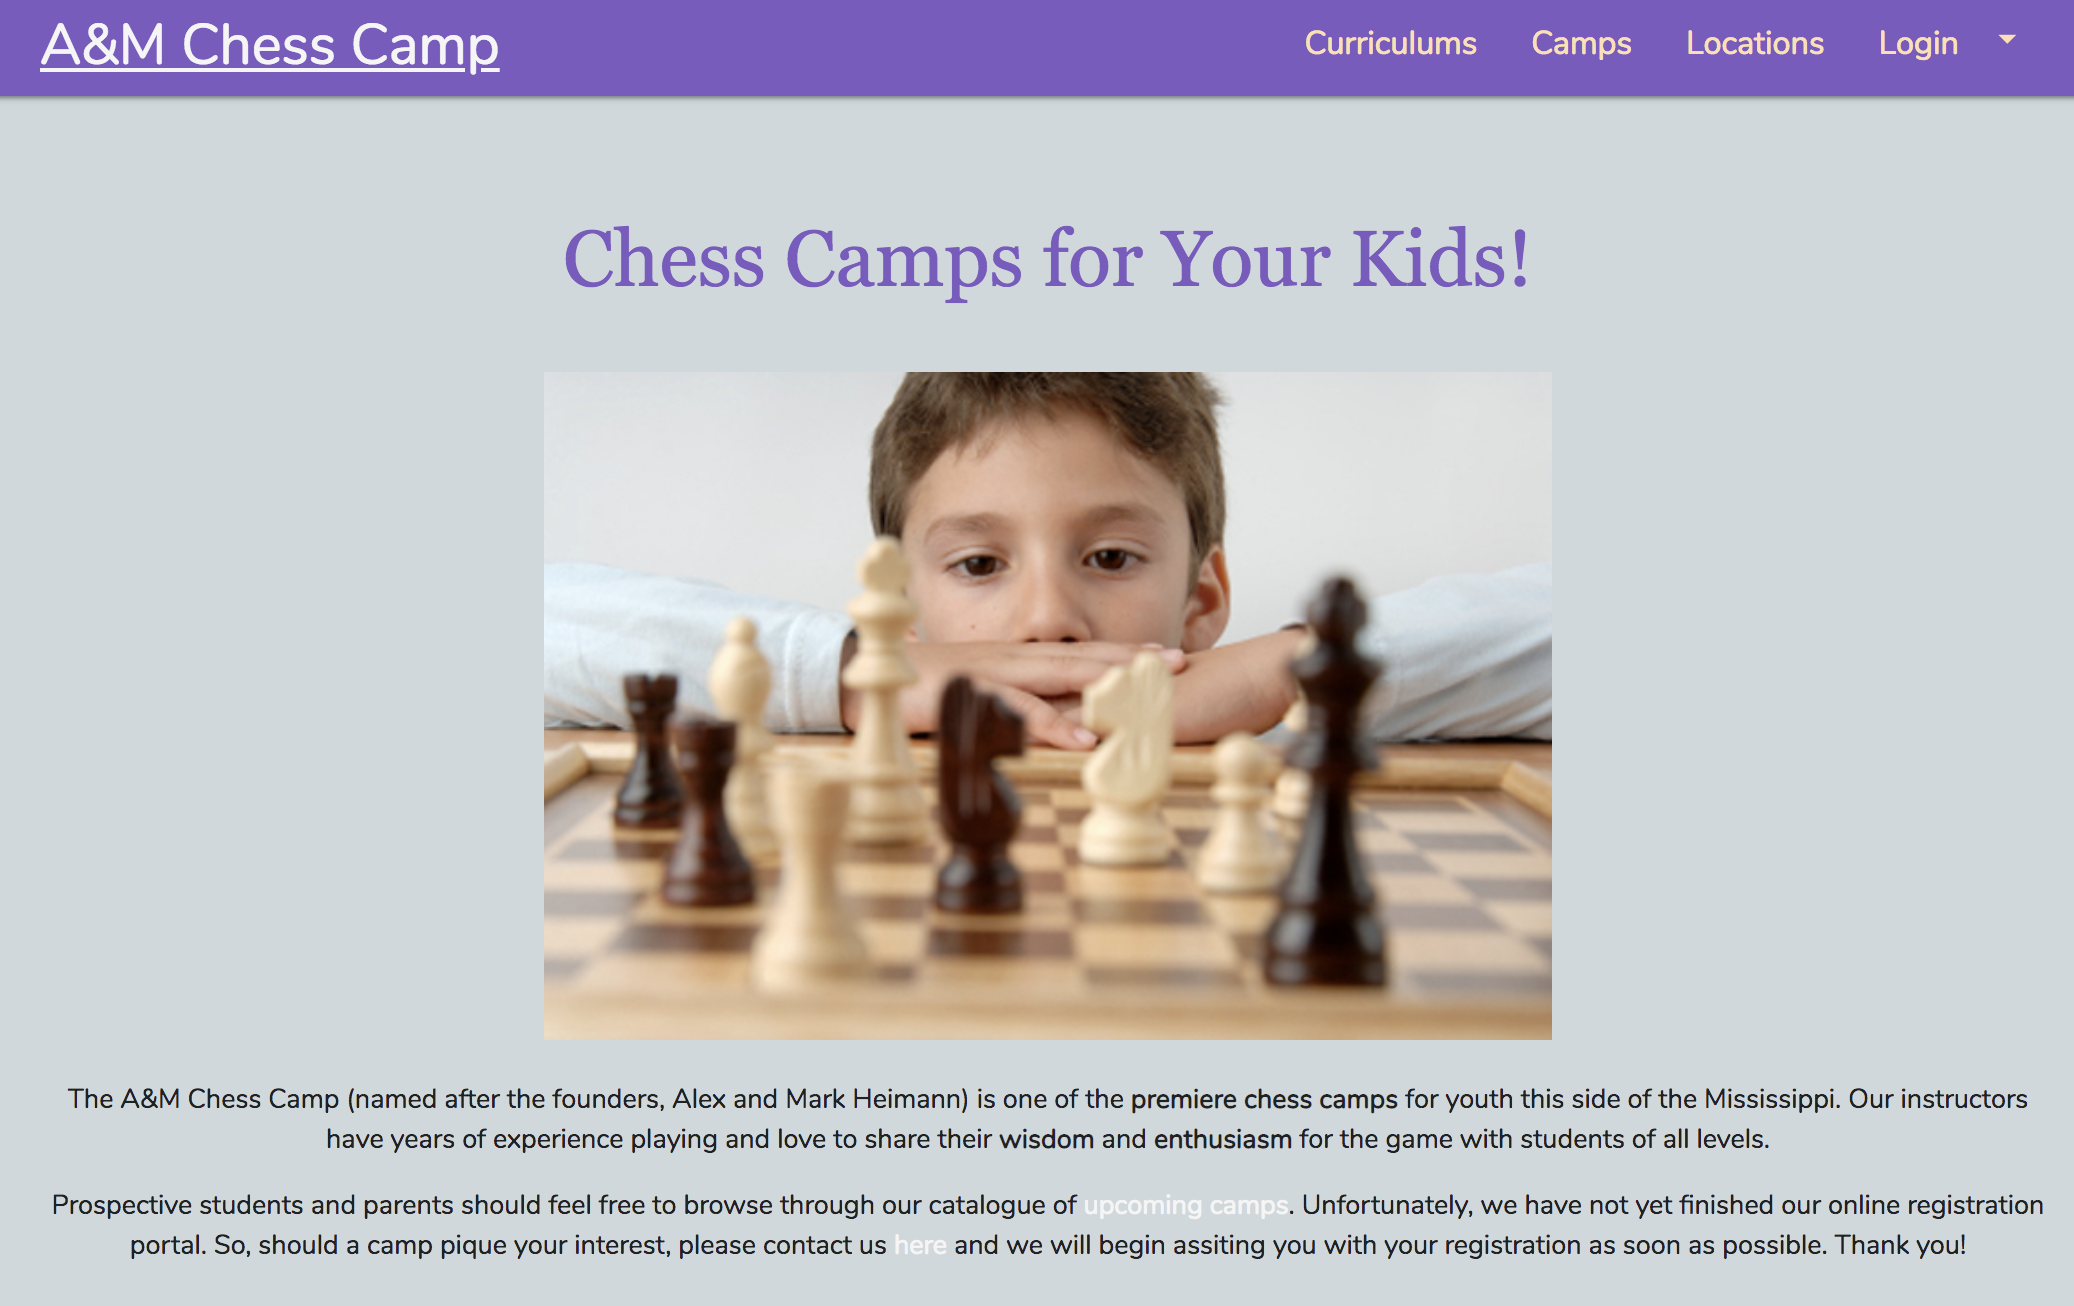 A&M Chess Camp
Curriculums Camps Locations Login
Chess Camps for Your Kids!
The A&M Chess Camp (named after the founders, Alex and Mark Heimann) is one of the premiere chess camps for youth this side of the Mississippi. Our instructors
have years of experience playing and love to share their wisdom and enthusiasm for the game with students of all levels.
Prospective students and parents should feel free to browse through our catalogue of upcoming camps. Unfortunately, we have not yet finished our online registration
portal. So, should a camp pique your interest, please contact us here and we will begin assiting you with your registration as soon as possible. Thank you!